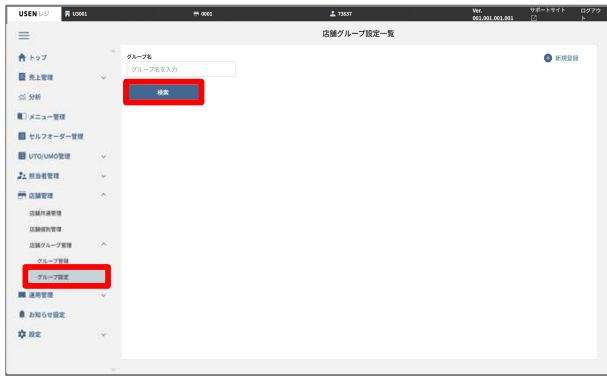 USEN レジ U3001 0001 73837 Ver. 001.001.001.001 サポートサイト ログアウト
店舗グループ設定一覧
トップ
売上管理
分析
メニュー管理
セルフオーダー管理
UTO/UMO管理
担当者管理
店舗管理
店舗共通管理
店舗個別管理
店舗グループ管理
グループ登録
グループ設定
運用管理
お知らせ設定
設定
グループ名
グループ名を入力
検索
新規登録